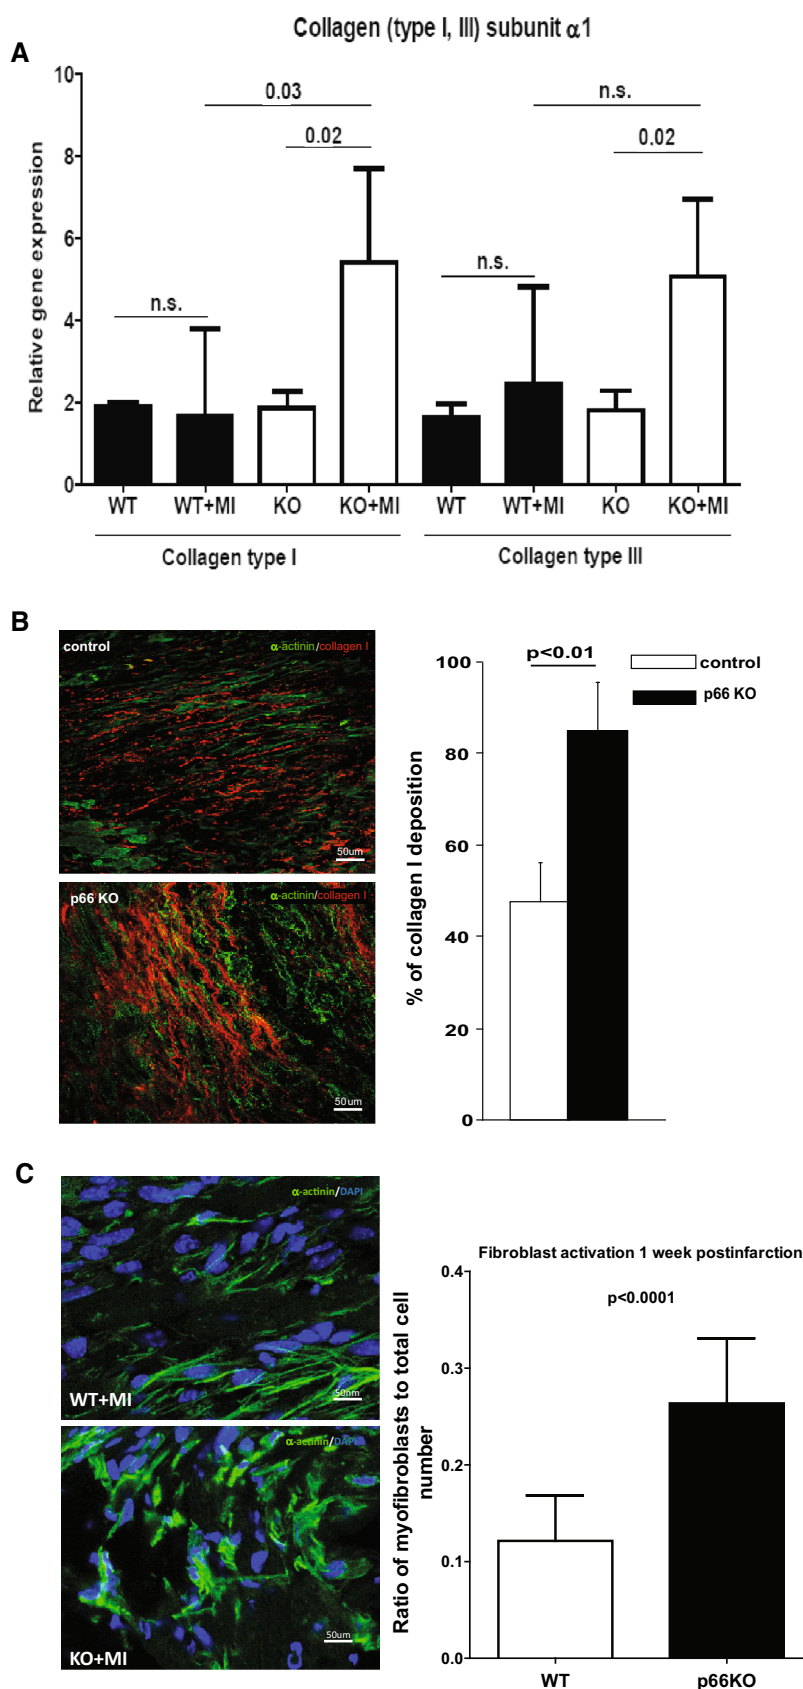 Collagen (type I, III) subunit α1
A
Relative gene expression
10
8
6
4
2
0
0.03
0.02
n.s.
n.s.
n.s.
0.02
WT WT+MI KO KO+MI WT WT+MI KO KO+MI
Collagen type I Collagen type III
B
control
α-actinin/collagen I
50um
p66 KO
α-actinin/collagen I
50um
% of collagen I deposition
100
80
60
40
20
0
p<0.01
control
p66 KO
C
α-actinin/DAPI
WT+MI
50nm
α-actinin/DAPI
KO+MI
50um
Fibroblast activation 1 week postinfarction
p<0.0001
Ratio of myofibroblasts to total cell
number
0.4
0.3
0.2
0.1
0.0
WT p66KO